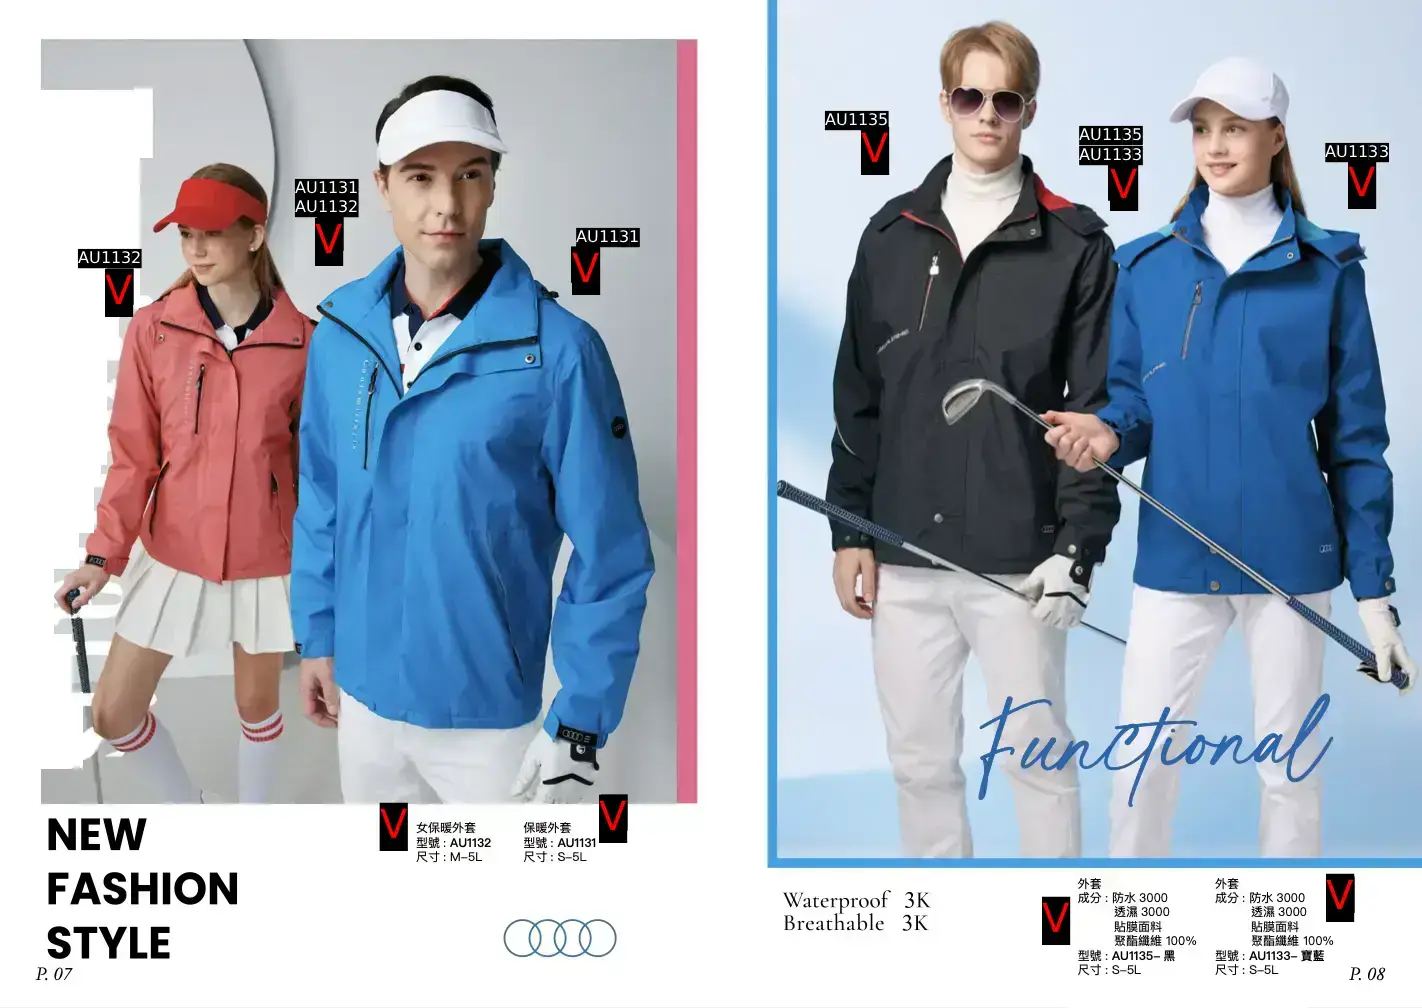 AU1132
V
AU1131
AU1132
V
AU1131
V
V
女保暖外套
型號 : AU1132
尺寸 : M-5L
保暖外套
型號 : AU1131
尺寸 : S-5L
V
NEW
FASHION
STYLE
P. 07
AU1135
V
AU1135
AU1133
V
AU1133
V
Functional
Waterproof 3K
Breathable 3K
V
外套
成分 : 防水 3000
透濕 3000
貼膜面料
聚酯纖維 100%
型號 : AU1135- 黑
尺寸 : S-5L
外套
成分 : 防水 3000
透濕 3000
貼膜面料
聚酯纖維 100%
型號 : AU1133- 寶藍
尺寸 : S-5L
V
P. 08